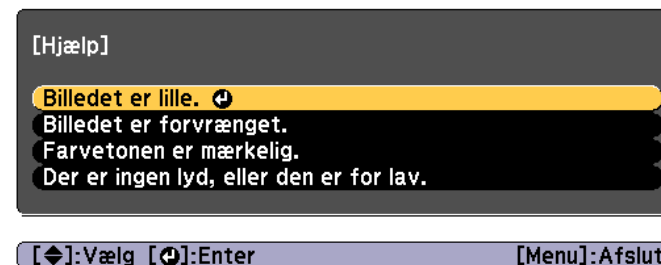 [Hjælp]
Billedet er lille.
Billedet er forvrænget.
Farvetonen er mærkelig.
Der er ingen lyd, eller den er for lav.
[◆]:Vælg [⏎]:Enter [Menu]:Afslut